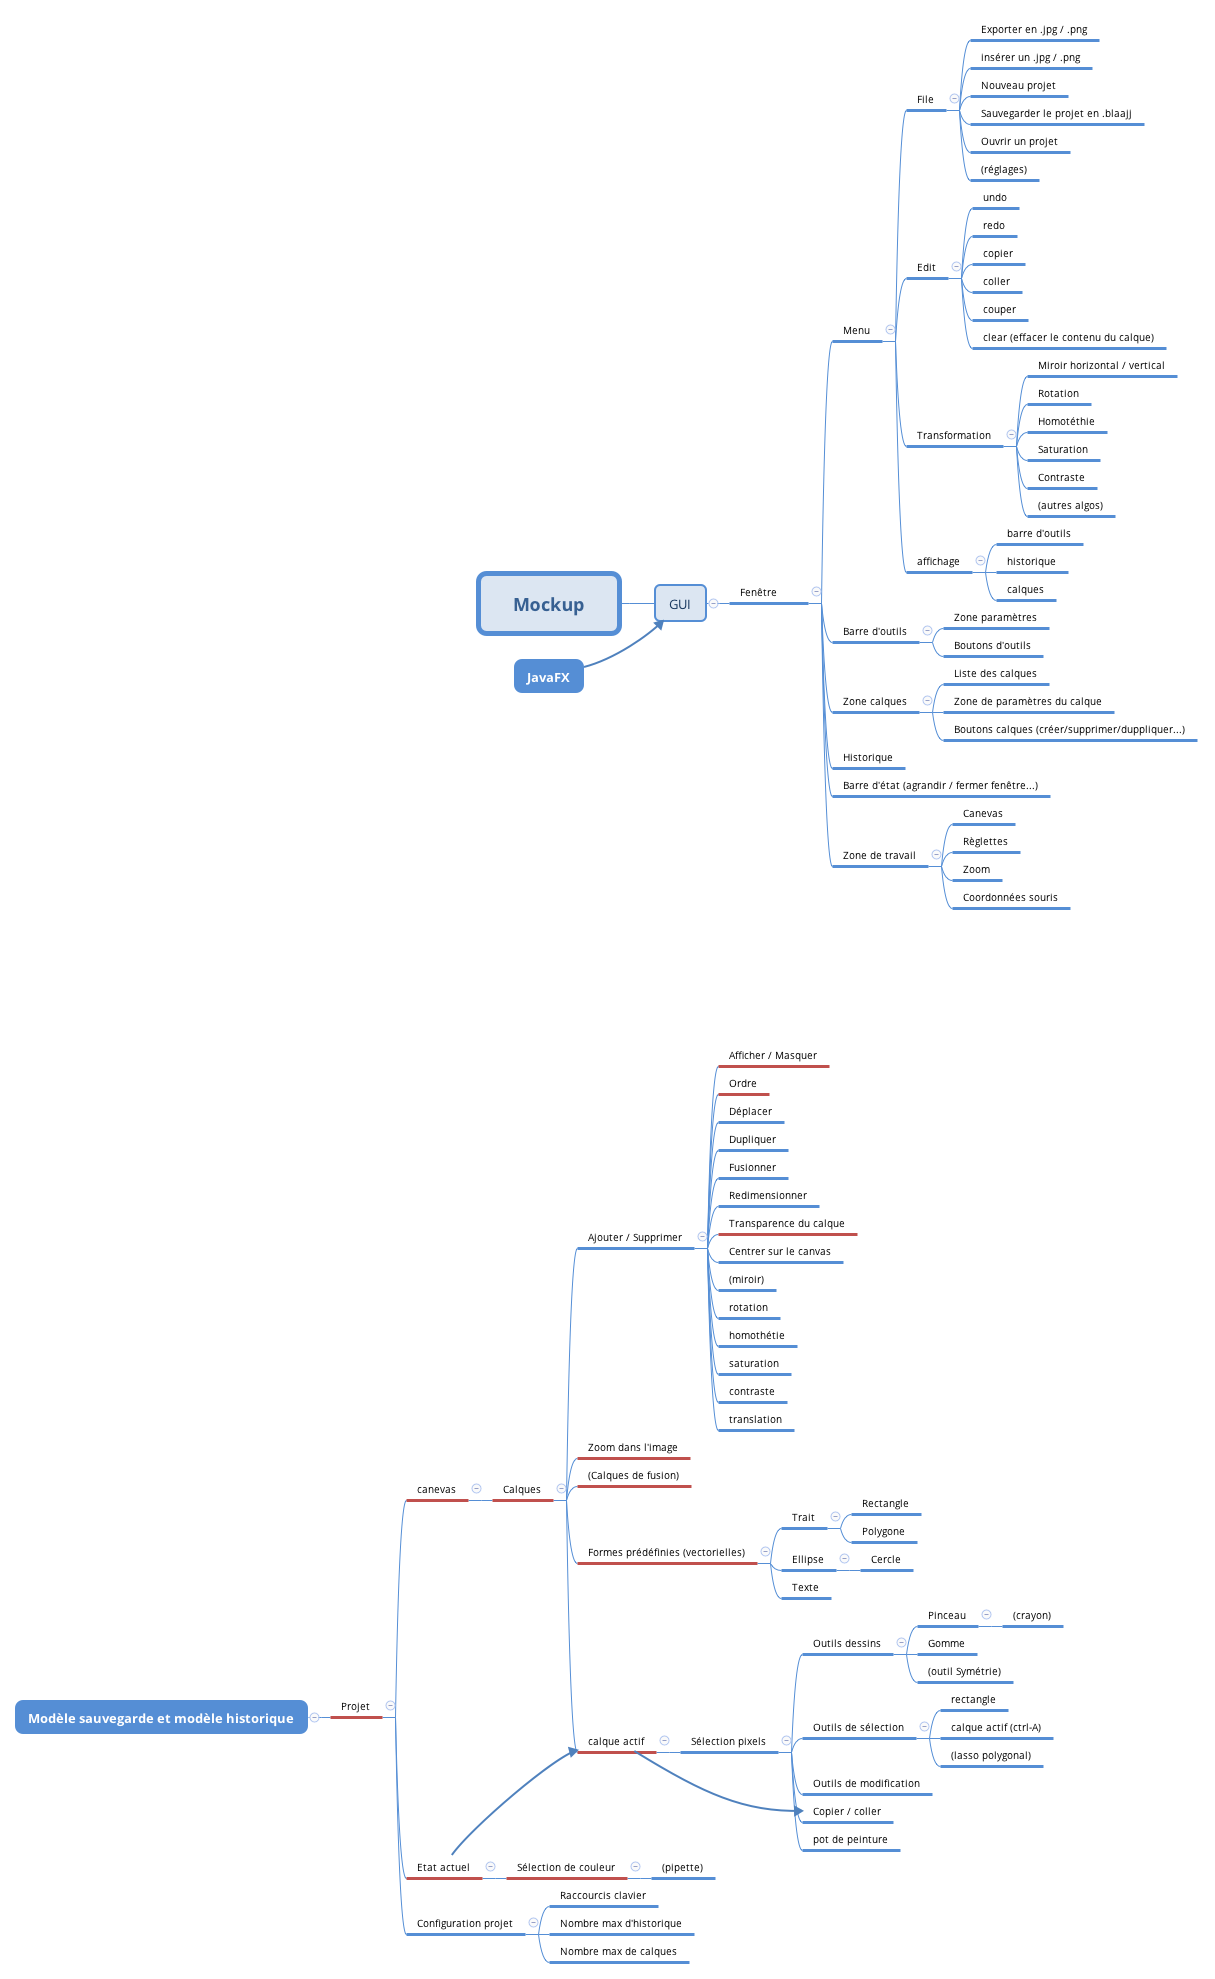 Mockup
JavaFX
GUI
Fenêtre
Menu
File
Exporter en .jpg / .png
insérer un .jpg / .png
Nouveau projet
Sauvegarder le projet en .blaajj
Ouvrir un projet
(réglages)
Edit
undo
redo
copier
coller
couper
clear (effacer le contenu du calque)
Transformation
Miroir horizontal / vertical
Rotation
Homotéthie
Saturation
Contraste
(autres algos)
affichage
barre d'outils
historique
calques
Barre d'outils
Zone paramètres
Boutons d'outils
Zone calques
Liste des calques
Zone de paramètres du calque
Boutons calques (créer/supprimer/duppliquer...)
Historique
Barre d'état (agrandir / fermer fenêtre...)
Zone de travail
Canevas
Règlettes
Zoom
Coordonnées souris
Modèle sauvegarde et modèle historique
Projet
canevas
Calques
Ajouter / Supprimer
Afficher / Masquer
Ordre
Déplacer
Dupliquer
Fusionner
Redimensionner
Transparence du calque
Centrer sur le canvas
(miroir)
rotation
homothétie
saturation
contraste
translation
Zoom dans l'image
(Calques de fusion)
Formes prédéfinies (vectorielles)
Trait
Rectangle
Polygone
Ellipse
Cercle
Texte
calque actif
Sélection pixels
Outils dessins
Pinceau
(crayon)
Gomme
(outil Symétrie)
Outils de sélection
rectangle
calque actif (ctrl-A)
(lasso polygonal)
Outils de modification
Copier / coller
pot de peinture
Etat actuel
Sélection de couleur
(pipette)
Configuration projet
Raccourcis clavier
Nombre max d'historique
Nombre max de calques